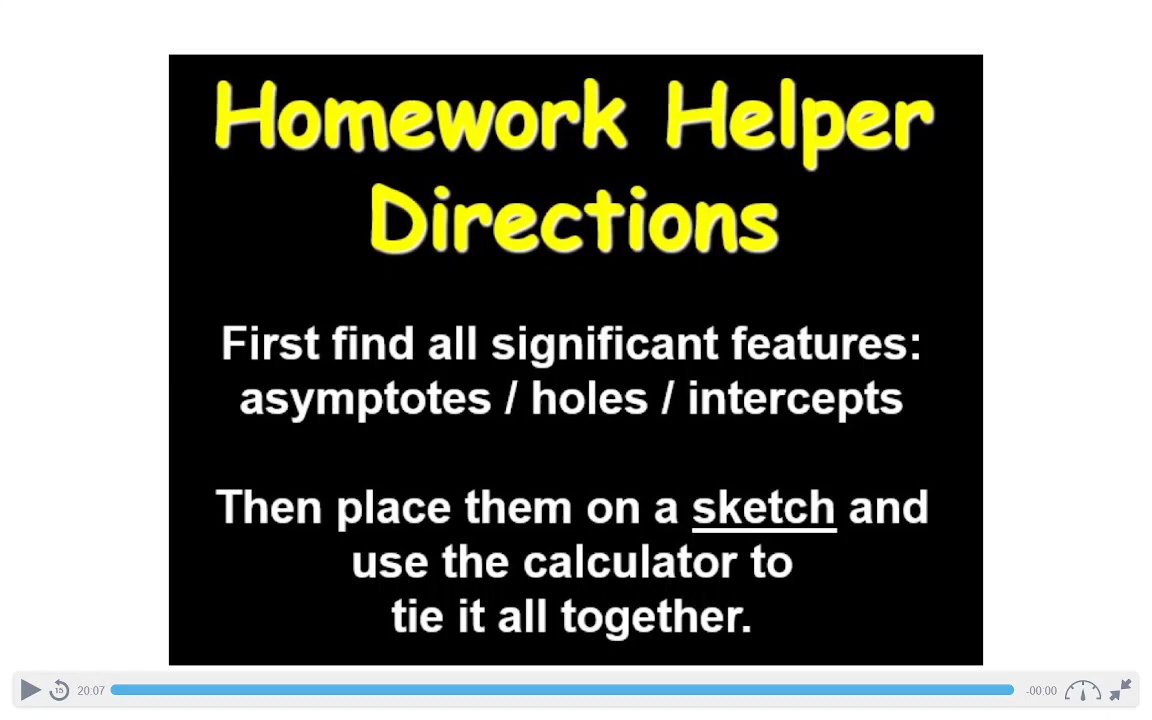 Homework Helper
Directions
First find all significant features:
asymptotes / holes / intercepts
Then place them on a sketch and
use the calculator to
tie it all together.
15
20:07
-00:00